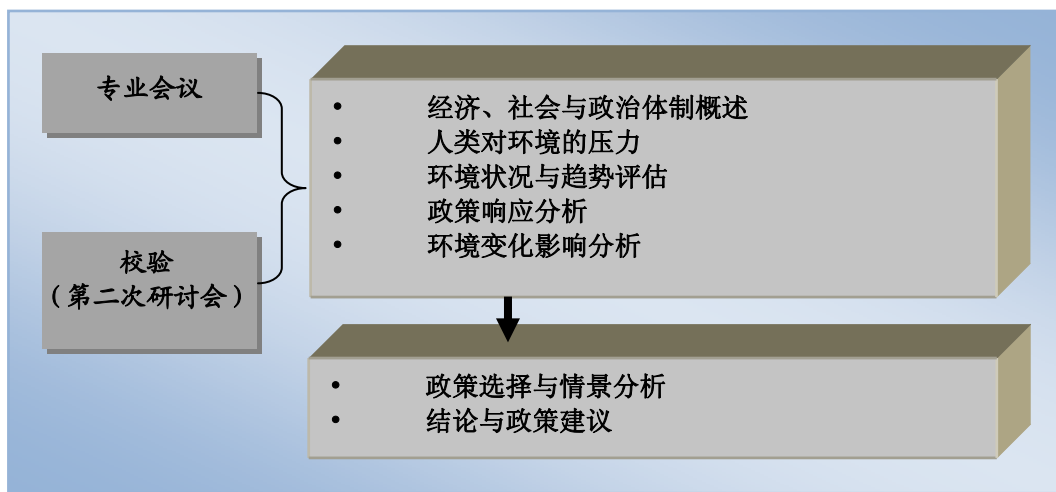 专业会议
校验
（第二次研讨会）
• 经济、社会与政治体制概述
• 人类对环境的压力
• 环境状况与趋势评估
• 政策响应分析
• 环境变化影响分析
• 政策选择与情景分析
• 结论与政策建议